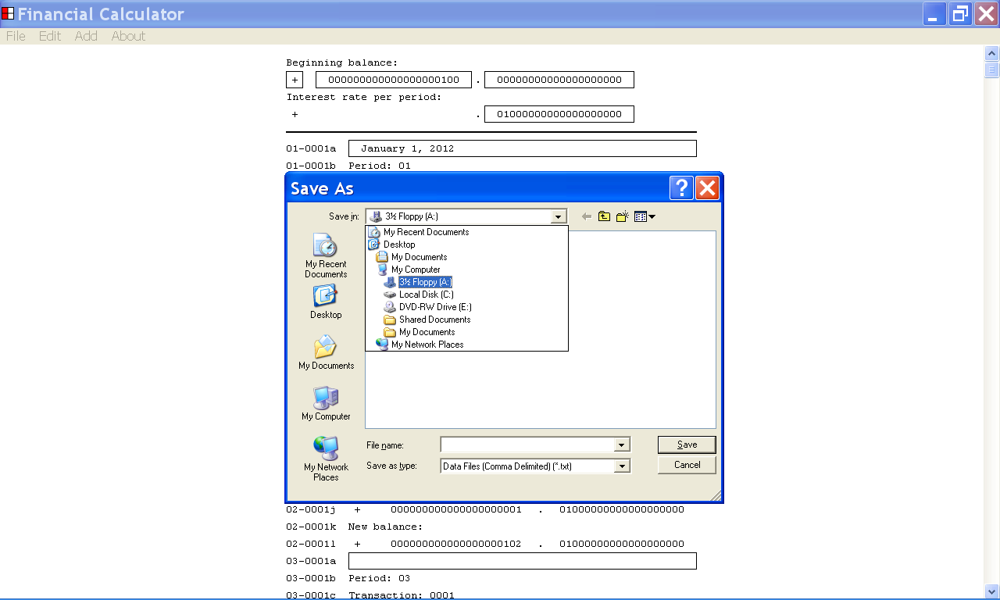 Financial Calculator
File Edit Add About
Beginning balance:
+ 000000000000000000100 . 00000000000000000000
Interest rate per period:
+ . 01000000000000000000
01-0001a January 1, 2012
01-0001b Period: 01
Save As
Save in: 3½ Floppy (A:)
My Recent Documents
Desktop
My Documents
My Computer
3½ Floppy (A:)
Local Disk (C:)
DVD-RW Drive (E:)
Shared Documents
My Documents
My Network Places
My Recent
Documents
Desktop
My Documents
My Computer
My Network
Places
File name:
Save
Save as type: Data Files (Comma Delimited) (*.txt)
Cancel
02-0001j + 000000000000000000001 . 01000000000000000000
02-0001k New balance:
02-0001l + 000000000000000000102 . 01000000000000000000
03-0001a
03-0001b Period: 03
03-0001c Transaction: 0001